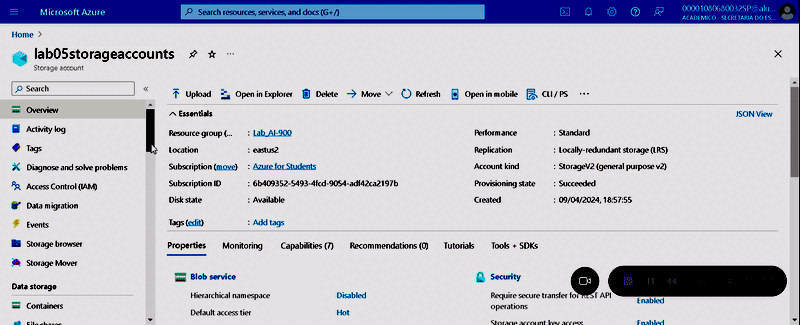 Microsoft Azure
Search resources, services, and docs (G+/)
00001080680032SP@alu...
ACADEMICO - SECRETARIA DO ES...
Home >
lab05storageaccounts
Storage account
Search
Overview
Activity log
Tags
Diagnose and solve problems
Access Control (IAM)
Data migration
Events
Storage browser
Storage Mover
Data storage
Containers
File shares
Upload
Open in Explorer
Delete
Move
Refresh
Open in mobile
CLI / PS
Essentials
JSON View
Resource group (... : Lab_AI-900
Location : eastus2
Subscription (move) : Azure for Students
Subscription ID : 6b409352-5493-4fcd-9054-adf42ca2197b
Disk state : Available
Performance : Standard
Replication : Locally-redundant storage (LRS)
Account kind : StorageV2 (general purpose v2)
Provisioning state : Succeeded
Created : 09/04/2024, 18:57:55
Tags (edit) : Add tags
Properties
Monitoring
Capabilities (7)
Recommendations (0)
Tutorials
Tools + SDKs
Blob service
Hierarchical namespace Disabled
Default access tier Hot
Security
Require secure transfer for REST API
operations Enabled
Storage account key access Enabled